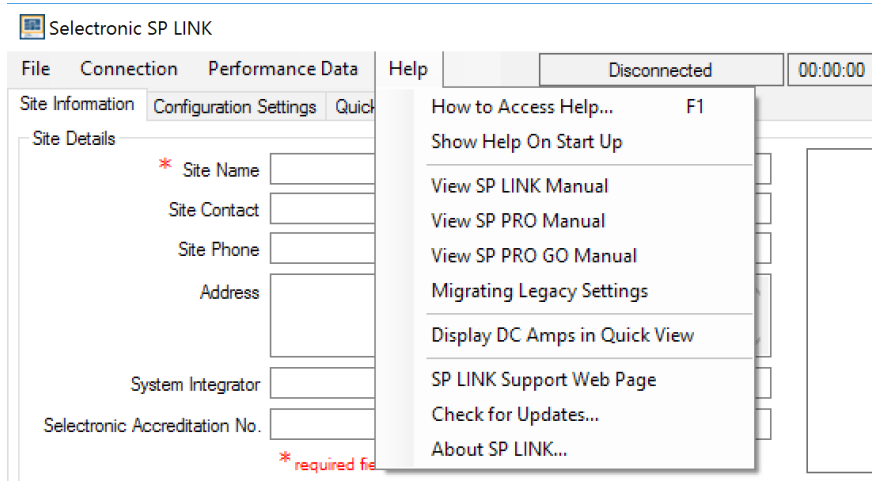 Selectronic SP LINK
File Connection Performance Data Help Disconnected 00:00:00
Site Information Configuration Settings Quick
How to Access Help... F1
Show Help On Start Up
View SP LINK Manual
View SP PRO Manual
View SP PRO GO Manual
Migrating Legacy Settings
Display DC Amps in Quick View
SP LINK Support Web Page
Check for Updates...
About SP LINK...
Site Details
* Site Name
Site Contact
Site Phone
Address
System Integrator
Selectronic Accreditation No.
* required fie